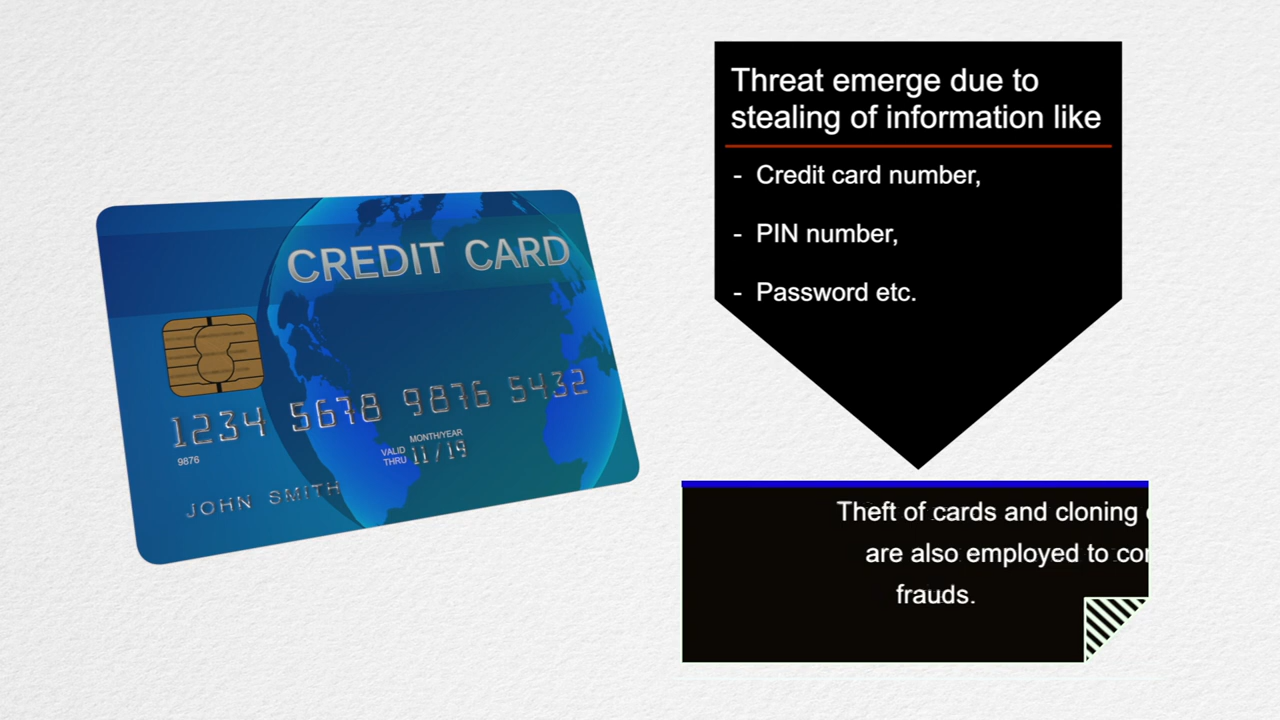 CREDIT CARD
1234 5678 9876 5432
9876
MONTH/YEAR
VALID
THRU
11/19
JOHN SMITH
Threat emerge due to
stealing of information like
- Credit card number,
- PIN number,
- Password etc.
Theft of cards and cloning
are also employed to
frauds.